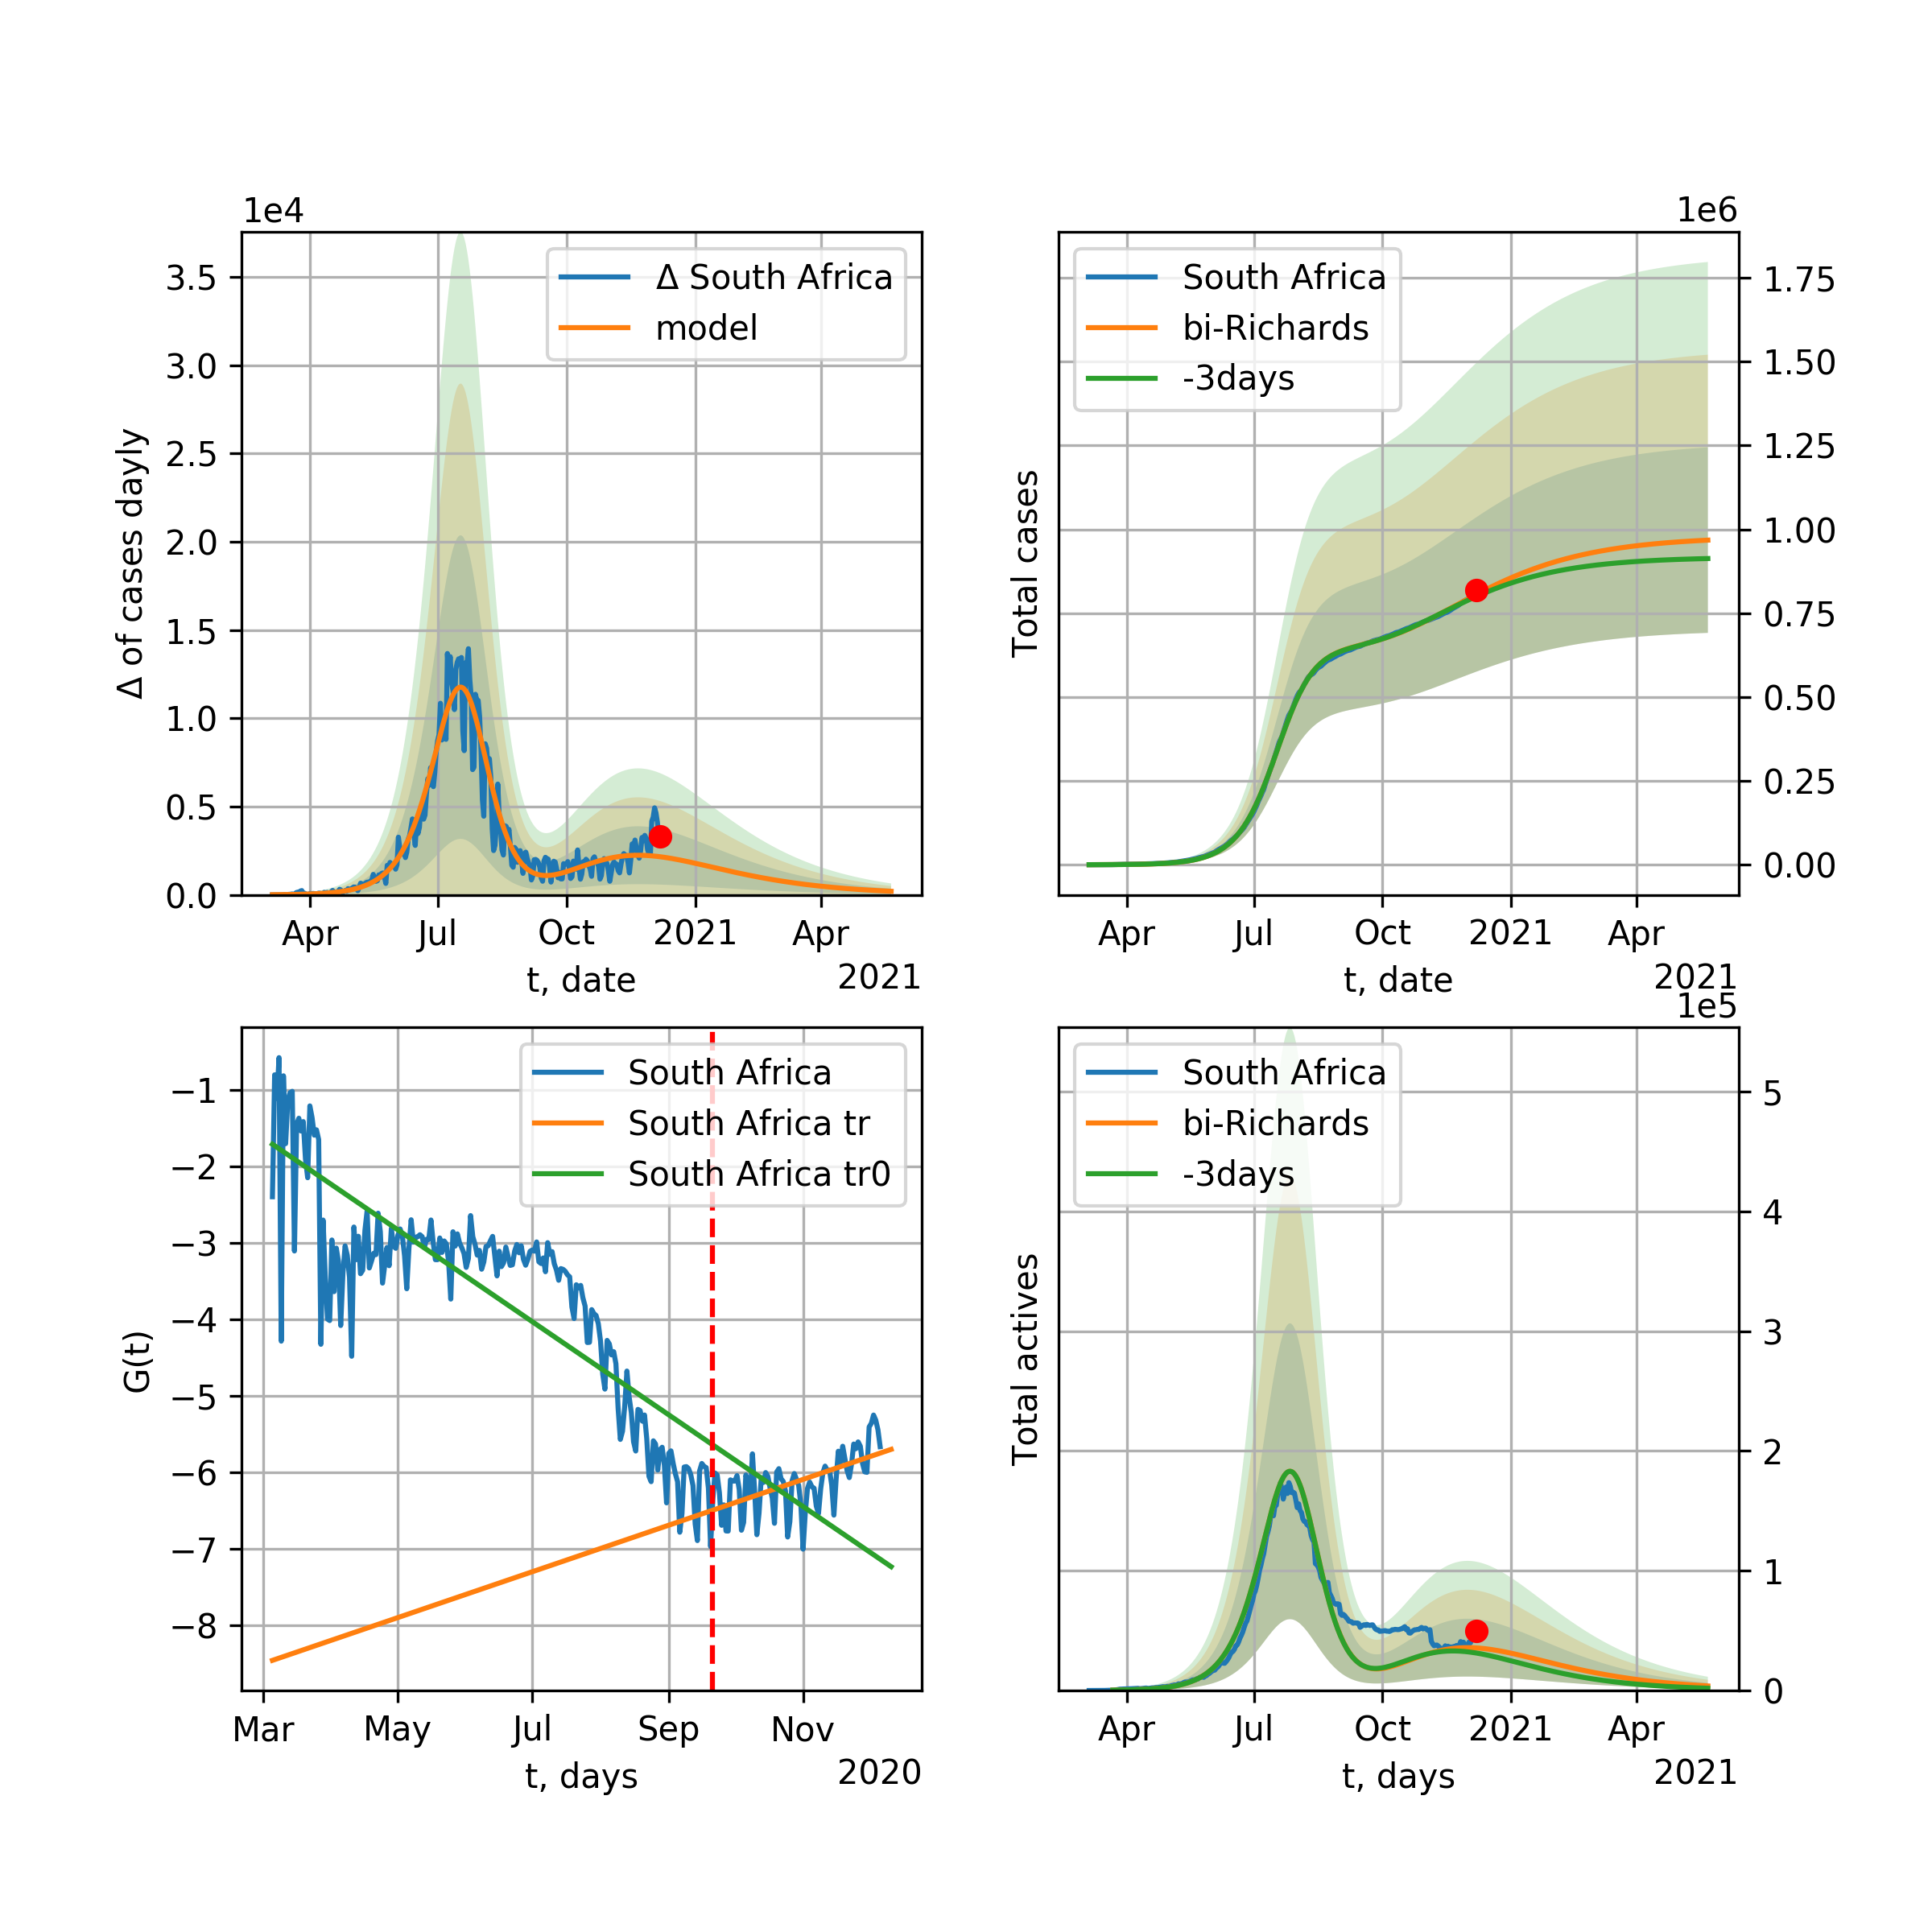 1e4
3.5
3.0
2.5
2.0
1.5
1.0
0.5
0.0
Δ of cases dayly
Δ South Africa
model
Apr
Jul
Oct
2021
Apr
t, date
2021
1e6
South Africa
bi-Richards
-3days
Total cases
1.75
1.50
1.25
1.00
0.75
0.50
0.25
0.00
Apr
Jul
Oct
2021
Apr
t, date
2021
−1
−2
−3
−4
−5
−6
−7
−8
G(t)
South Africa
South Africa tr
South Africa tr0
Mar
May
Jul
Sep
Nov
t, days
2020
1e5
South Africa
bi-Richards
-3days
Total actives
5
4
3
2
1
0
Apr
Jul
Oct
2021
Apr
t, days
2021